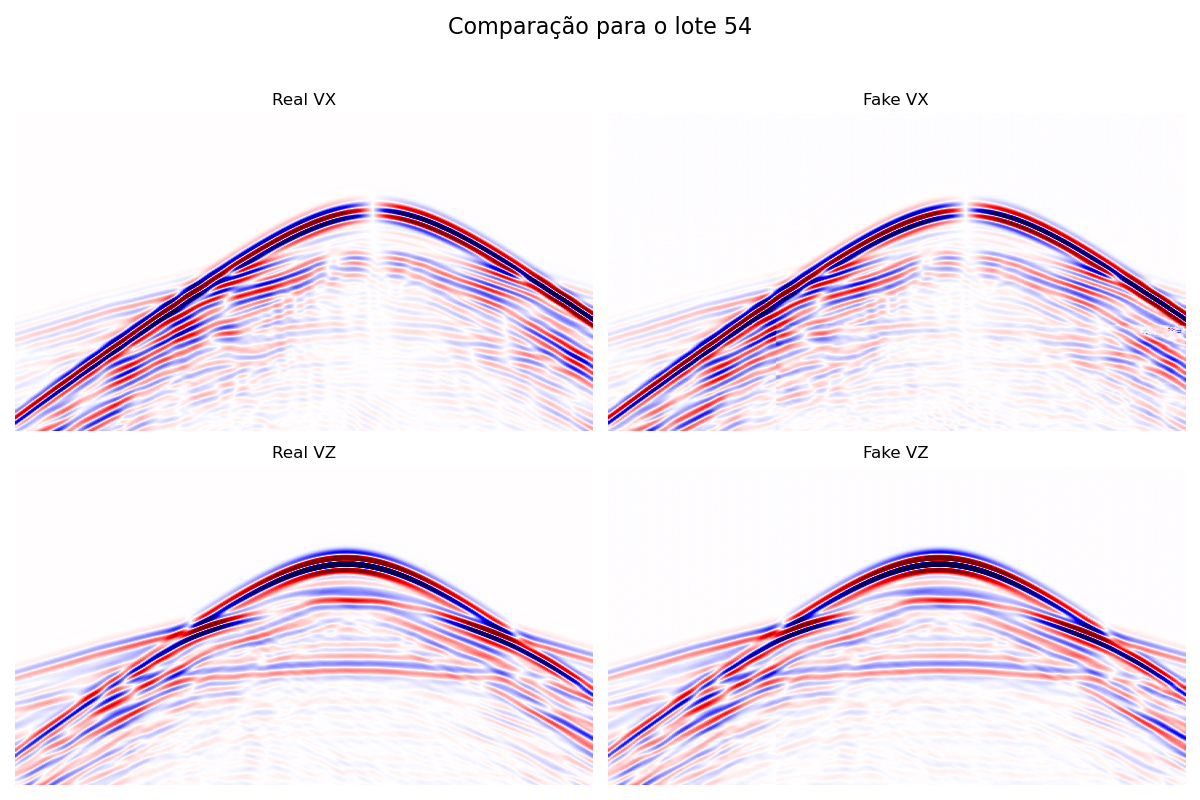 Comparação para o lote 54
Real VX
Fake VX
Real VZ
Fake VZ